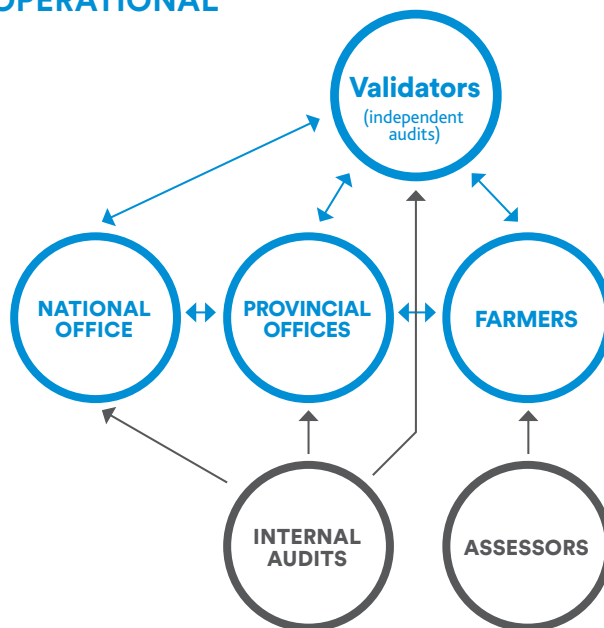 OPERATIONAL
Validators
(independent
audits)
NATIONAL
OFFICE
PROVINCIAL
OFFICES
FARMERS
INTERNAL
AUDITS
ASSESSORS